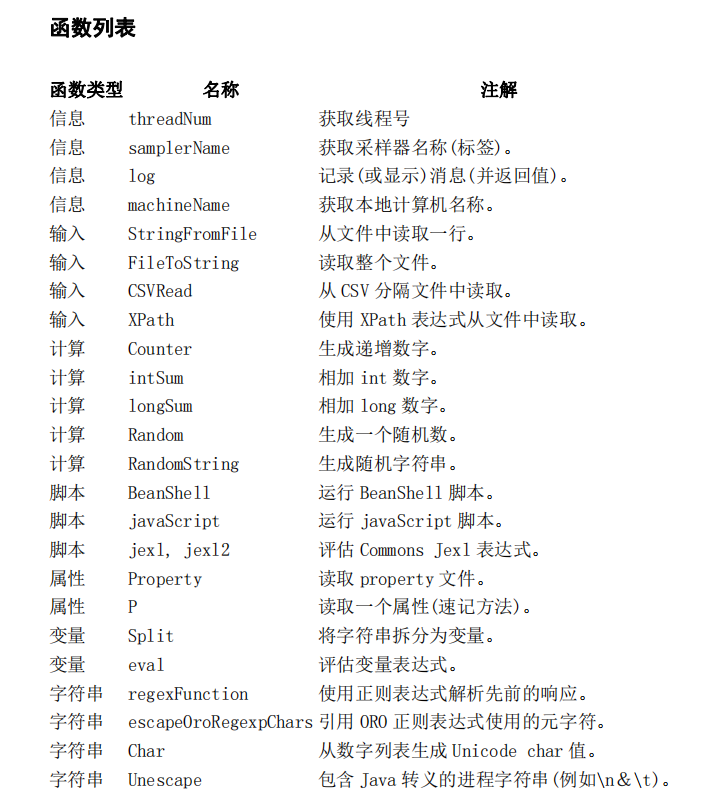 函数列表
函数类型 名称 注解
信息 threadNum 获取线程号
信息 samplerName 获取采样器名称(标签)。
信息 log 记录(或显示)消息(并返回值)。
信息 machineName 获取本地计算机名称。
输入 StringFromFile 从文件中读取一行。
输入 FileToString 读取整个文件。
输入 CSVRead 从 CSV 分隔文件中读取。
输入 XPath 使用 XPath 表达式从文件中读取。
计算 Counter 生成递增数字。
计算 intSum 相加 int 数字。
计算 longSum 相加 long 数字。
计算 Random 生成一个随机数。
计算 RandomString 生成随机字符串。
脚本 BeanShell 运行 BeanShell 脚本。
脚本 javaScript 运行 javaScript 脚本。
脚本 jexl, jexl2 评估 Commons Jexl 表达式。
属性 Property 读取 property 文件。
属性 P 读取一个属性(速记方法)。
变量 Split 将字符串拆分为变量。
变量 eval 评估变量表达式。
字符串 regexFunction 使用正则表达式解析先前的响应。
字符串 escapeOroRegexpChars 引用 ORO 正则表达式使用的元字符。
字符串 Char 从数字列表生成 Unicode char 值。
字符串 Unescape 包含 Java 转义的进程字符串(例如\n＆\t)。